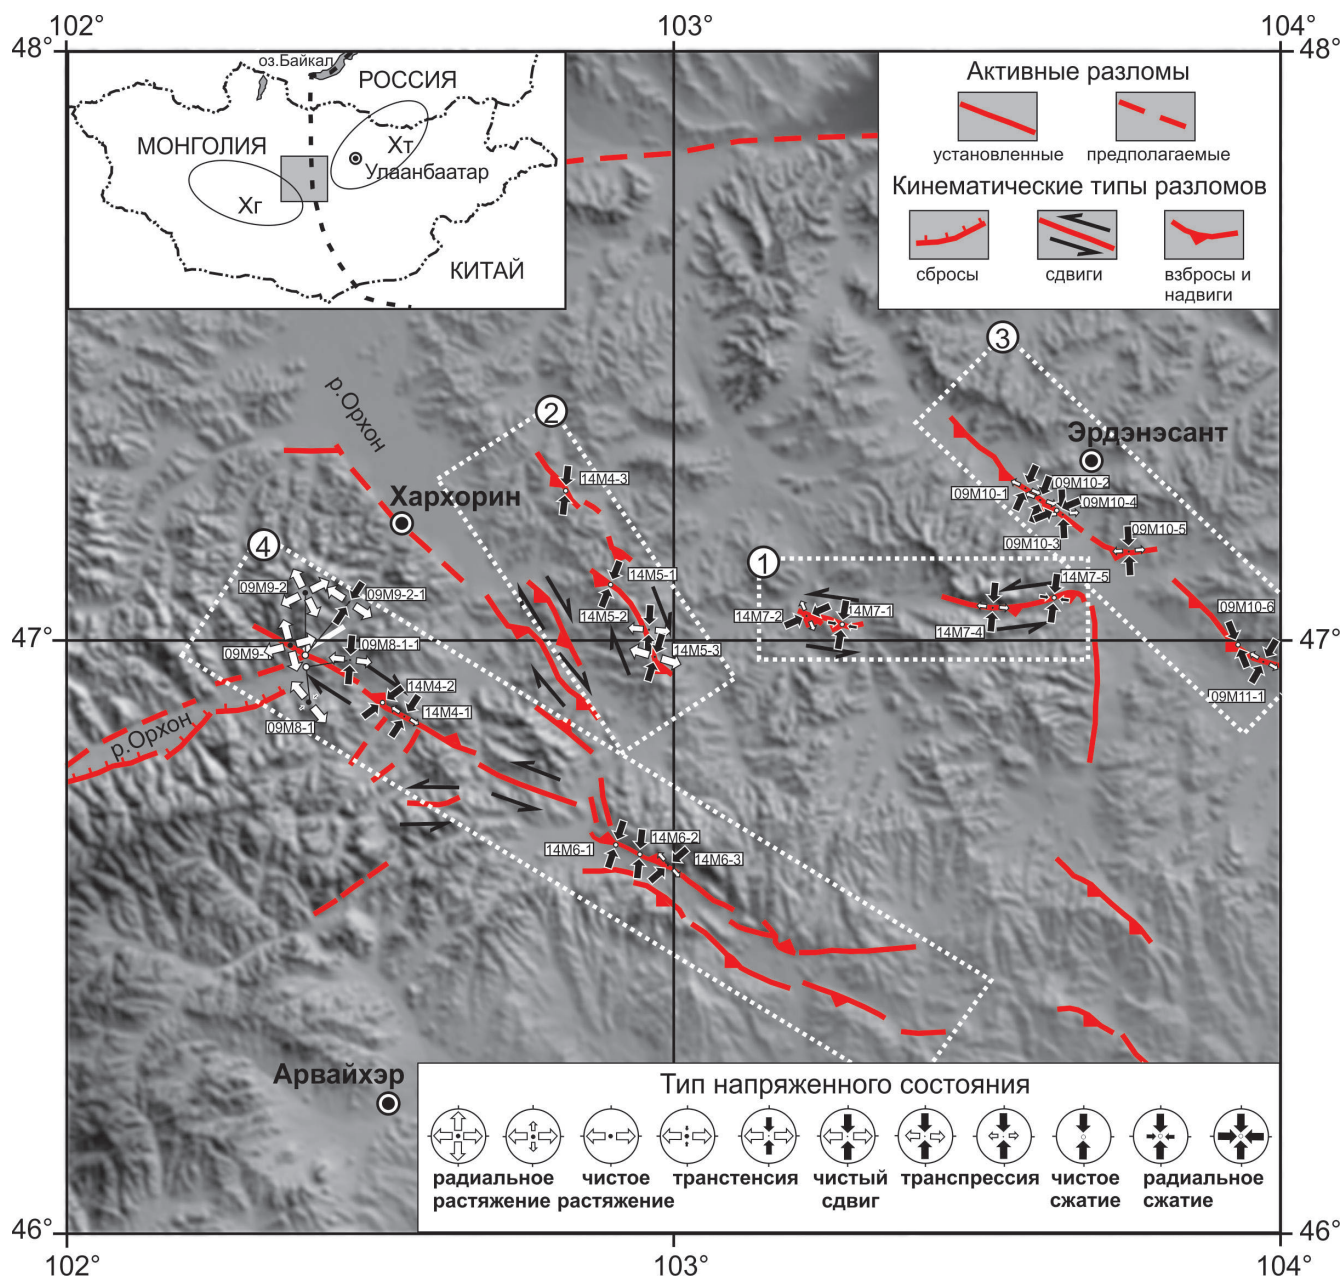 102°
103°
104°
48°
48°
оз.Байкал
РОССИЯ
МОНГОЛИЯ
Хт
Улаанбаатар
Хг
КИТАЙ
Активные разломы
установленные
предполагаемые
Кинематические типы разломов
сбросы
сдвиги
взбросы и
надвиги
3
р.Орхон
2
Эрдэнэсант
14М4-3
09М10-2
09М10-1
09М10-4
Хархорин
09М10-3
09М10-5
4
1
14М5-1
14М7-5
09М9-2
09М9-2-1
14М5-2
14М7-2
14М7-1
09М10-6
47°
47°
14М7-4
09М8-1-1
09М9-1
14М5-3
14М4-2
09М11-1
14М4-1
09М8-1
р.Орхон
14М6-2
14М6-1
14М6-3
Арвайхэр
Тип напряженного состояния
радиальное
растяжение
чистое
растяжение
транстенсия
чистый
сдвиг
транспрессия
чистое
сжатие
радиальное
сжатие
46°
46°
102°
103°
104°